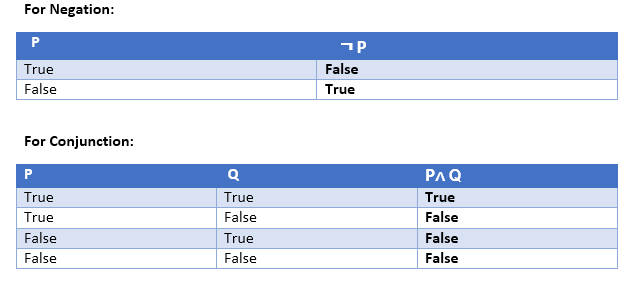 For Negation:
P ¬ P
True False
False True
For Conjunction:
P Q P∧ Q
True True True
True False False
False True False
False False False